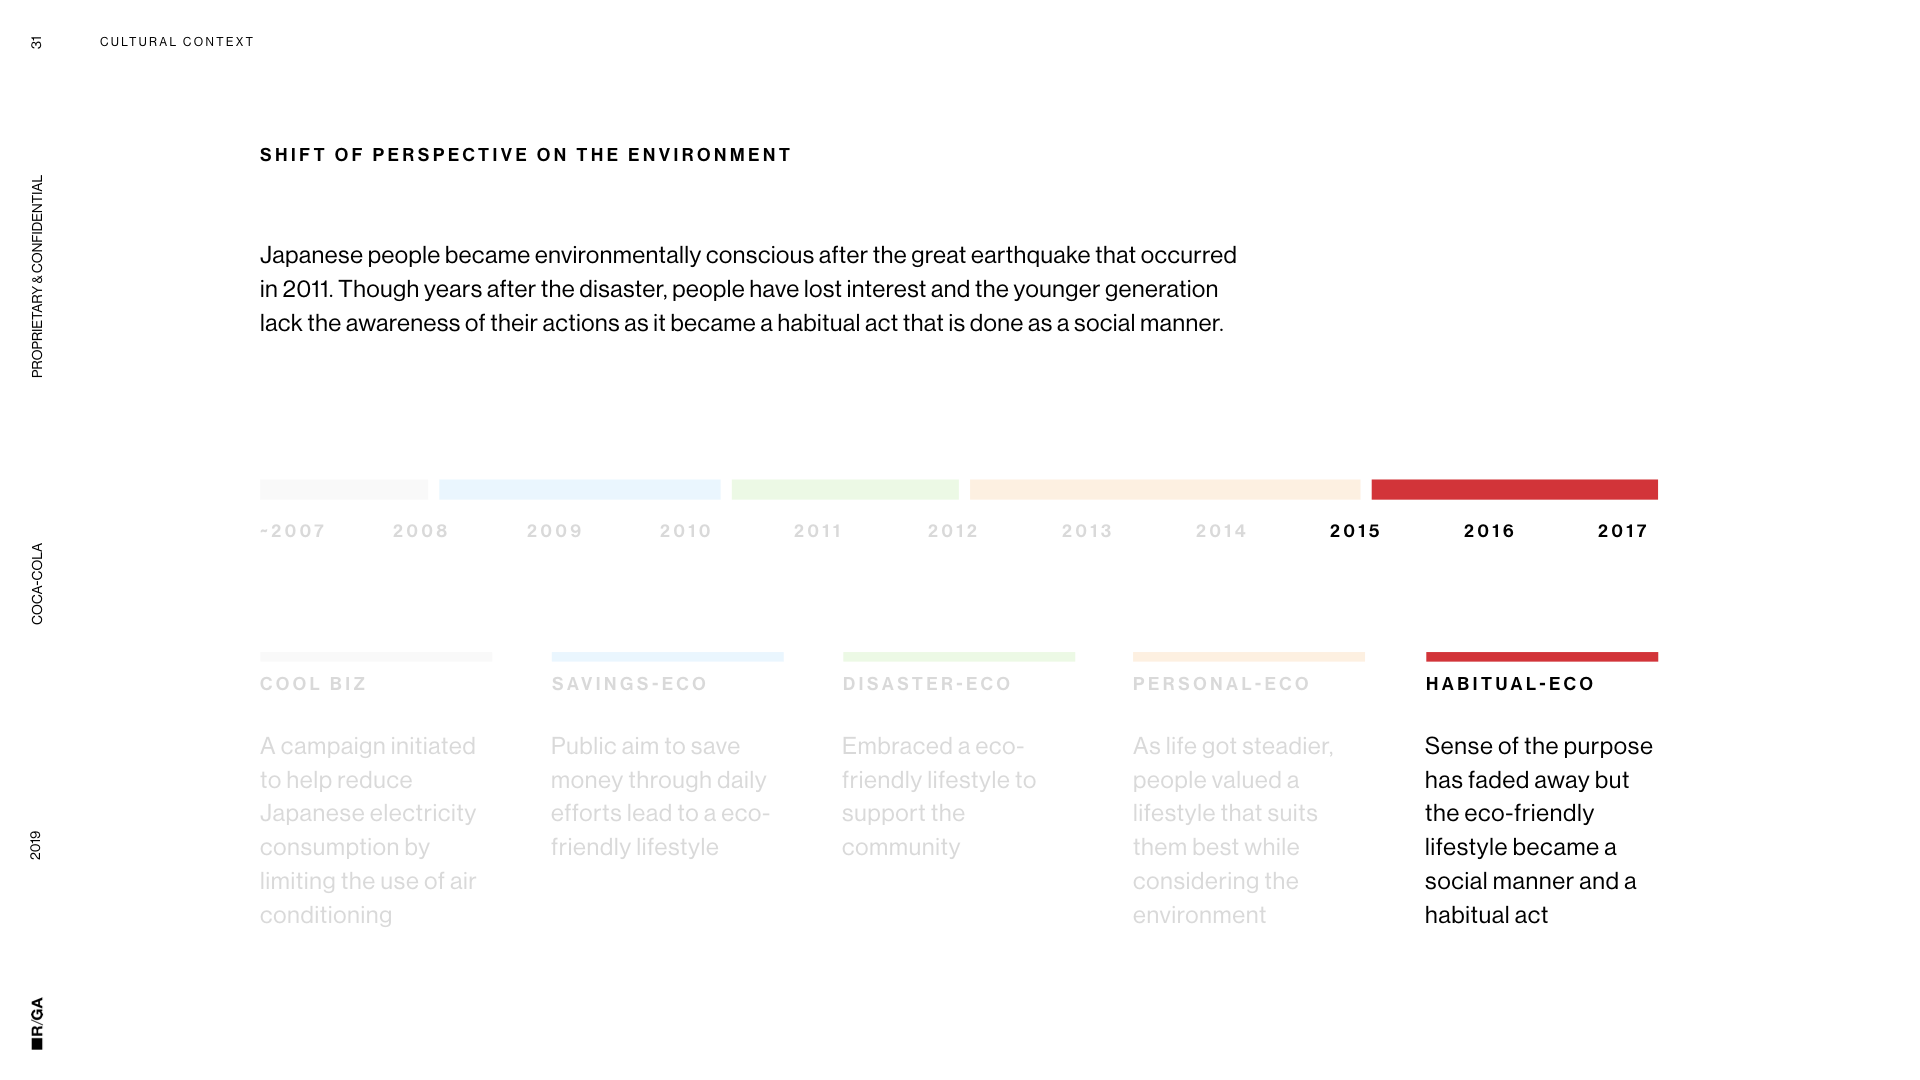 31
CULTURAL CONTEXT
PROPRIETARY & CONFIDENTIAL
COCA-COLA
2019
R/GA
SHIFT OF PERSPECTIVE ON THE ENVIRONMENT
Japanese people became environmentally conscious after the great earthquake that occurred
in 2011. Though years after the disaster, people have lost interest and the younger generation
lack the awareness of their actions as it became a habitual act that is done as a social manner.
~2007 2008 2009 2010 2011 2012 2013 2014 2015 2016 2017
COOL BIZ
A campaign initiated
to help reduce
Japanese electricity
consumption by
limiting the use of air
conditioning
SAVINGS-ECO
Public aim to save
money through daily
efforts lead to a eco-
friendly lifestyle
DISASTER-ECO
Embraced a eco-
friendly lifestyle to
support the
community
PERSONAL-ECO
As life got steadier,
people valued a
lifestyle that suits
them best while
considering the
environment
HABITUAL-ECO
Sense of the purpose
has faded away but
the eco-friendly
lifestyle became a
social manner and a
habitual act